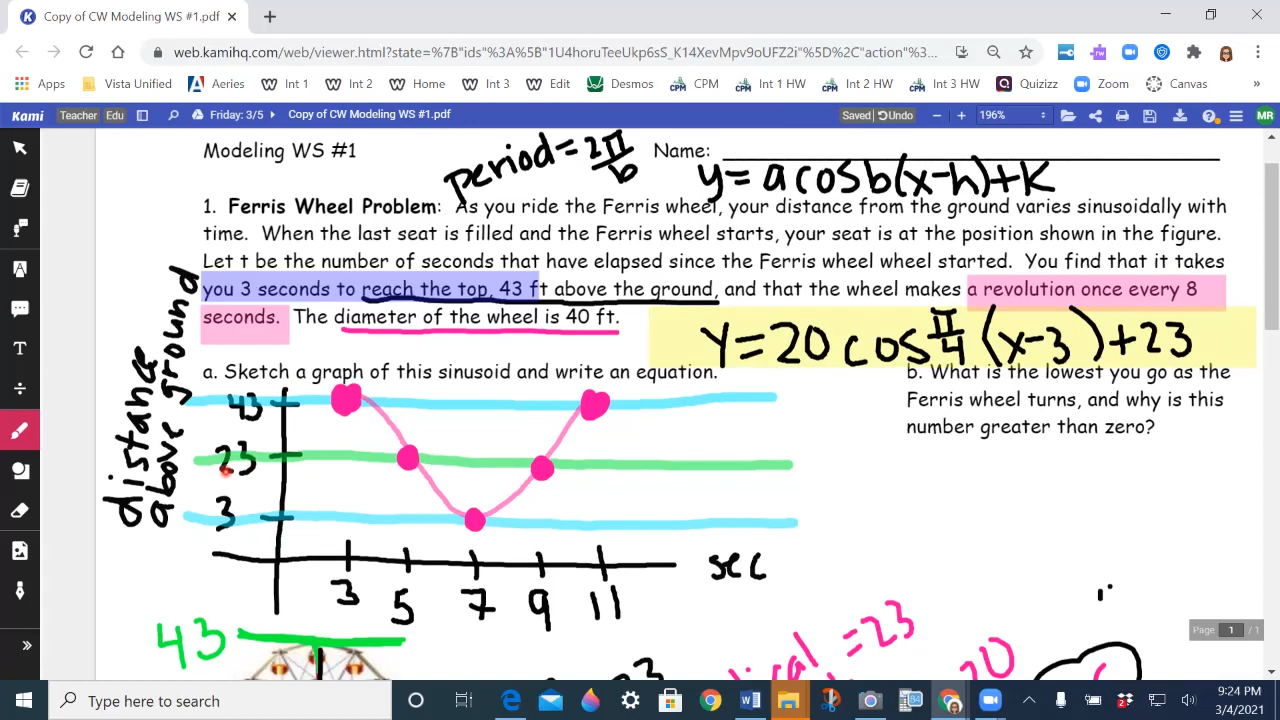 Copy of CW Modeling WS #1.pdf
web.kamihq.com/web/viewer.html?state=%7B"ids"%3A%5B"1U4horuTeeUkp6sS_K14XevMpv9oUFZ2i"%5D%2C"action"%3...
Apps Vista Unified Aeries Int 1 Int 2 Home Int 3 Edit Desmos CPM Int 1 HW Int 2 HW Int 3 HW Quizizz Zoom Canvas »
Kami Teacher Edu Friday: 3/5 Copy of CW Modeling WS #1.pdf Saved Undo 196% MR
Modeling WS #1 period = 2π/b Name:
y = a cos b(x-h)+k
1. Ferris Wheel Problem: As you ride the Ferris wheel, your distance from the ground varies sinusoidally with
time. When the last seat is filled and the Ferris wheel starts, your seat is at the position shown in the figure.
Let t be the number of seconds that have elapsed since the Ferris wheel wheel started. You find that it takes
you 3 seconds to reach the top, 43 ft above the ground, and that the wheel makes a revolution once every 8
seconds. The diameter of the wheel is 40 ft.
Y = 20 cos π/4 (x-3) + 23
a. Sketch a graph of this sinusoid and write an equation.
b. What is the lowest you go as the
Ferris wheel turns, and why is this
number greater than zero?
distance
above ground
43
23
3
sec
3 5 7 9 11
43
= 23
Page 1 / 1
Type here to search
9:24 PM
3/4/2021